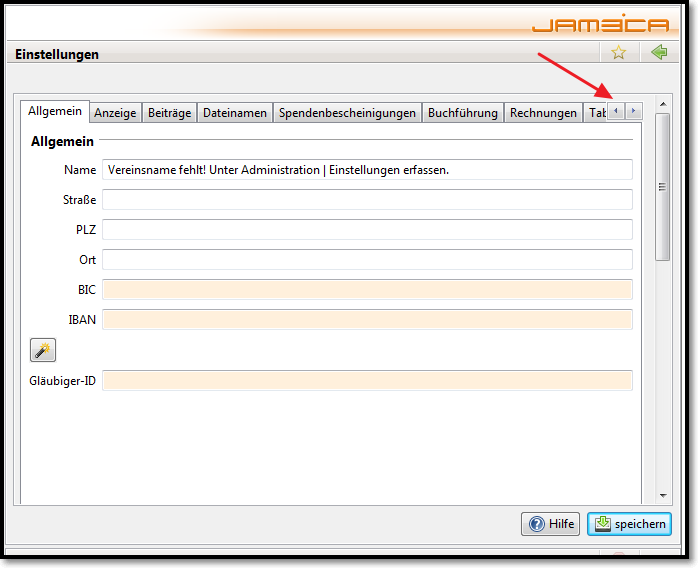 JAMEICA
Einstellungen
Allgemein Anzeige Beiträge Dateinamen Spendenbescheinigungen Buchführung Rechnungen Tab
Allgemein
Name Vereinsname fehlt! Unter Administration | Einstellungen erfassen.
Straße
PLZ
Ort
BIC
IBAN
Gläubiger-ID
Hilfe speichern